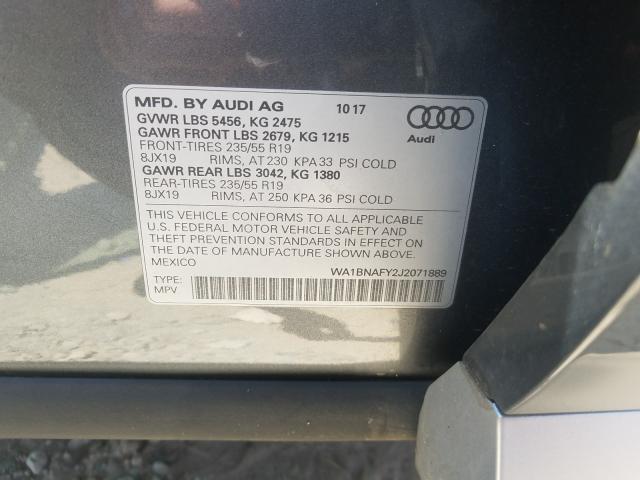 MFD. BY AUDI AG 10 17
GVWR LBS 5456, KG 2475
GAWR FRONT LBS 2679, KG 1215
FRONT-TIRES 235/55 R19
8JX19 RIMS, AT 230 KPA 33 PSI COLD
GAWR REAR LBS 3042, KG 1380
REAR-TIRES 235/55 R19
8JX19 RIMS, AT 250 KPA 36 PSI COLD
Audi
THIS VEHICLE CONFORMS TO ALL APPLICABLE
U.S. FEDERAL MOTOR VEHICLE SAFETY AND
THEFT PREVENTION STANDARDS IN EFFECT ON
THE DATE OF MANUFACTURE SHOWN ABOVE.
MEXICO WA1BNAFY2J2071889
TYPE:
MPV